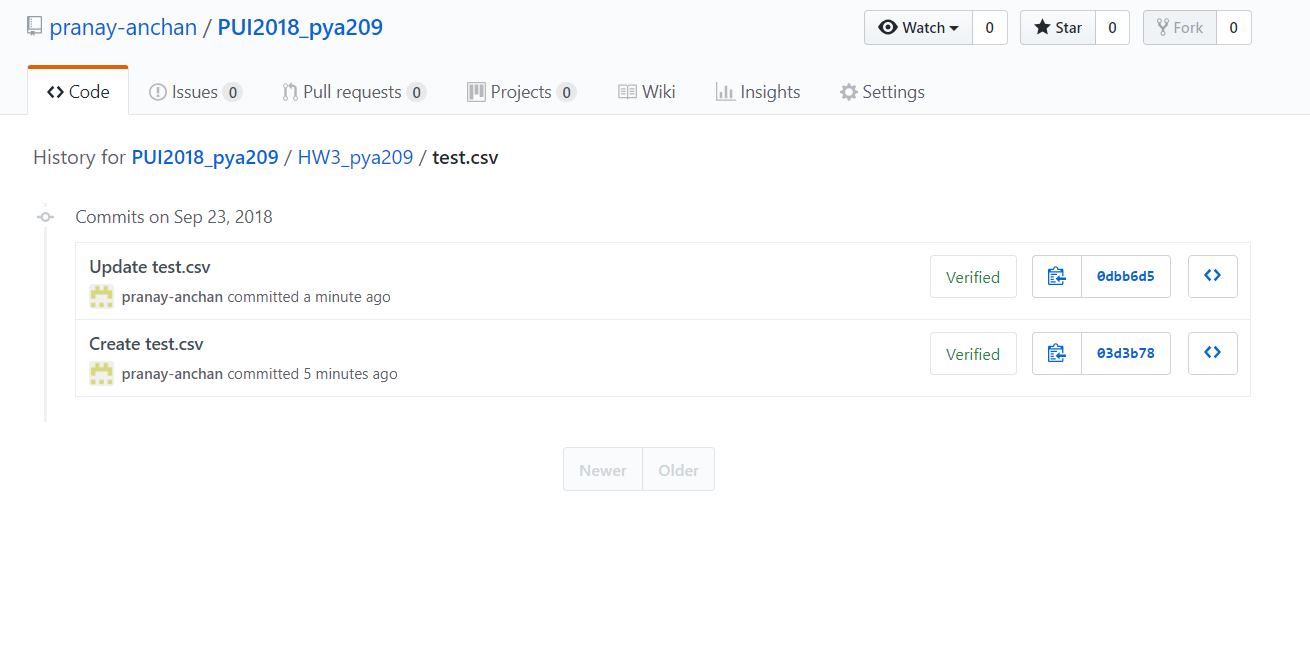 pranay-anchan / PUI2018_pya209 Watch 0 Star 0 Fork 0
Code Issues 0 Pull requests 0 Projects 0 Wiki Insights Settings
History for PUI2018_pya209 / HW3_pya209 / test.csv
Commits on Sep 23, 2018
Update test.csv
pranay-anchan committed a minute ago
Verified 0dbb6d5
Create test.csv
pranay-anchan committed 5 minutes ago
Verified 03d3b78
Newer Older